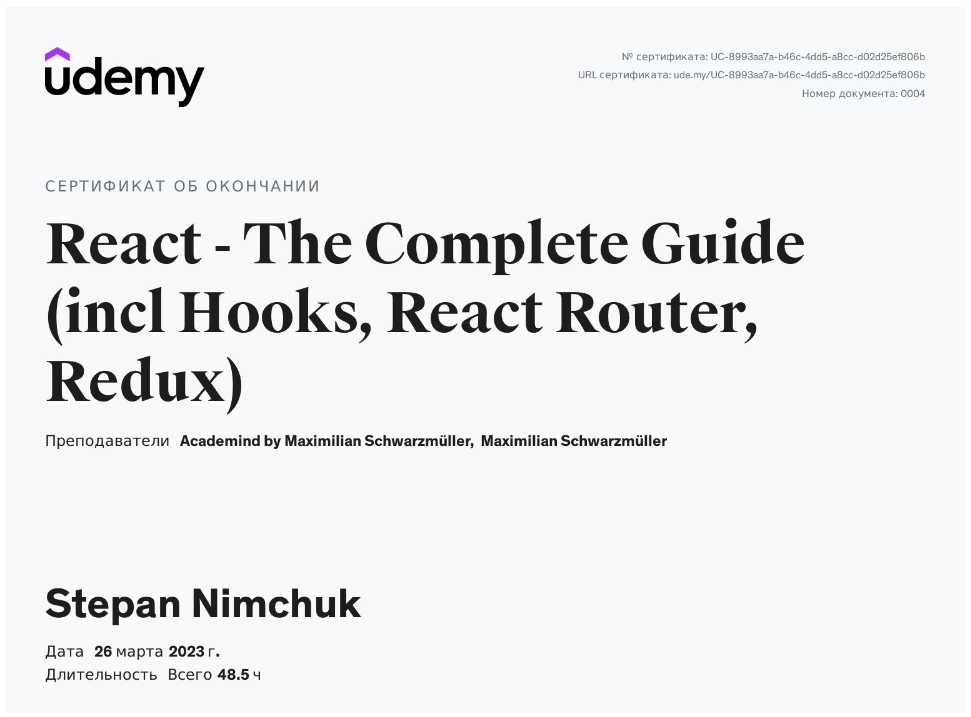 udemy
№ сертификата: UC-8993aa7a-b46c-4dd5-a8cc-d02d25ef806b
URL сертификата: ude.my/UC-8993aa7a-b46c-4dd5-a8cc-d02d25ef806b
Номер документа: 0004
СЕРТИФИКАТ ОБ ОКОНЧАНИИ
React - The Complete Guide
(incl Hooks, React Router,
Redux)
Преподаватели Academind by Maximilian Schwarzmüller, Maximilian Schwarzmüller
Stepan Nimchuk
Дата 26 марта 2023 г.
Длительность Всего 48.5 ч